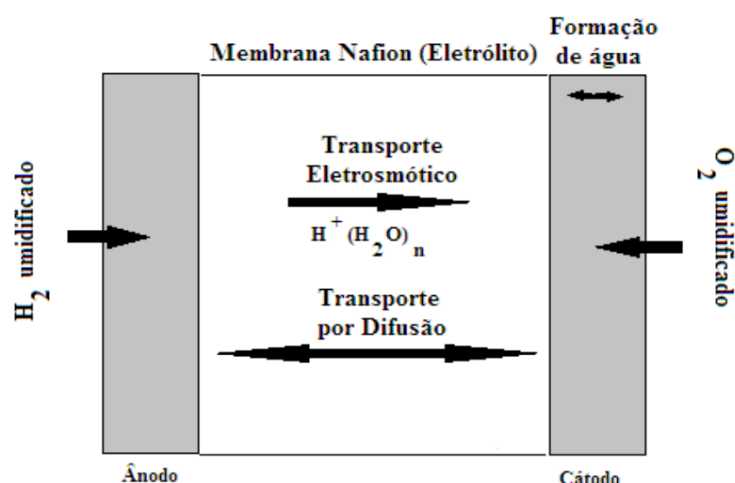 Formação
de água
Membrana Nafion (Eletrólito)
H2 umidificado
Transporte
Eletrosmótico
H+(H2O)n
Transporte
por Difusão
O2 umidificado
Ânodo
Cátodo